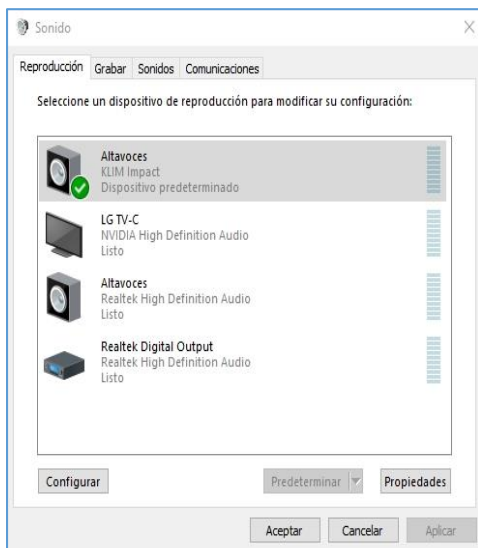 Sonido
Reproducción Grabar Sonidos Comunicaciones
Seleccione un dispositivo de reproducción para modificar su configuración:
Altavoces
KLIM Impact
Dispositivo predeterminado
LG TV-C
NVIDIA High Definition Audio
Listo
Altavoces
Realtek High Definition Audio
Listo
Realtek Digital Output
Realtek High Definition Audio
Listo
Configurar Predeterminar Propiedades
Aceptar Cancelar Aplicar